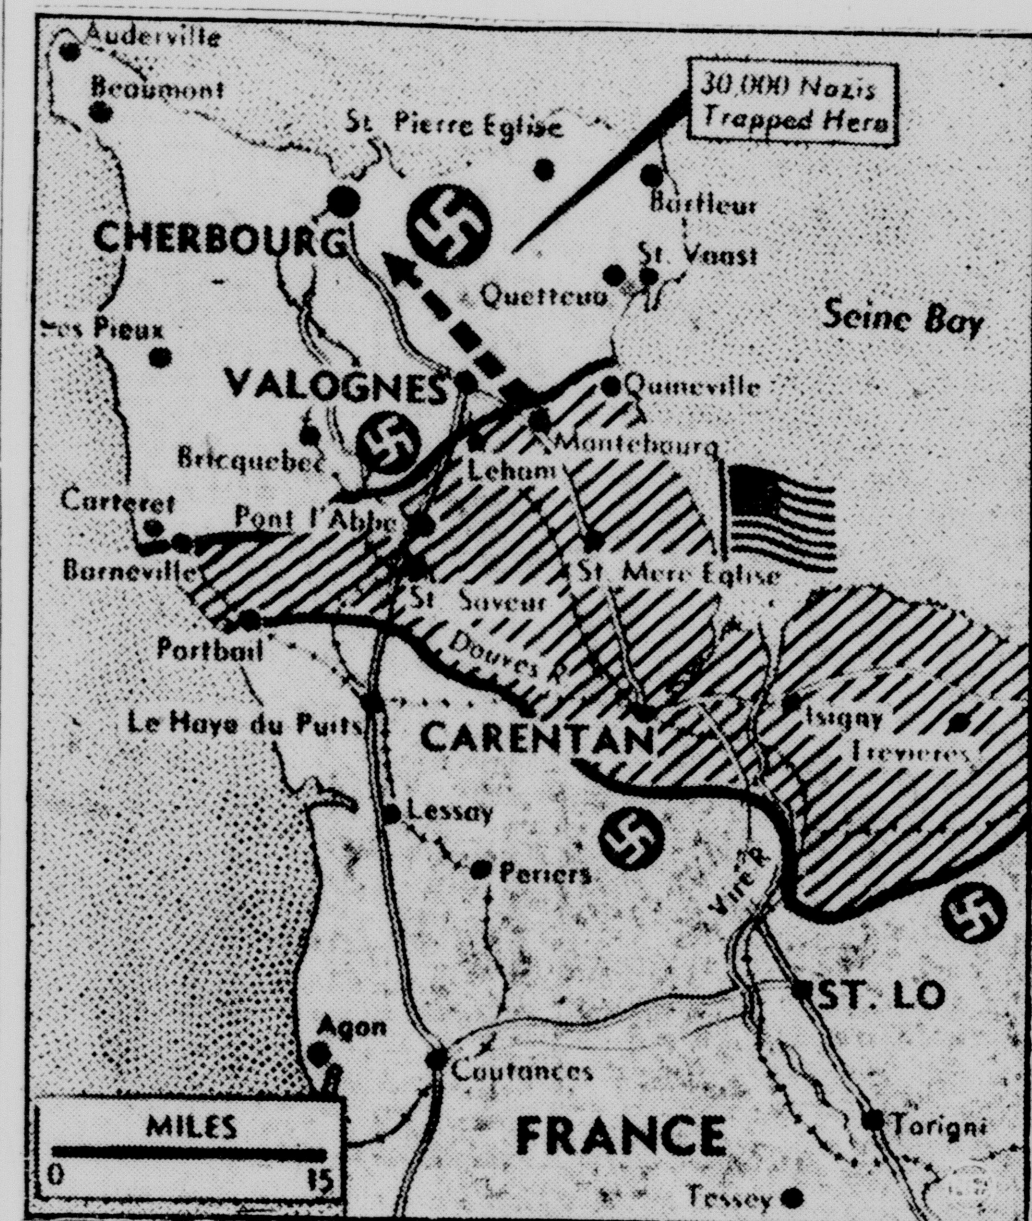 Auderville
Beaumont
30,000 Nazis
Trapped Here
St. Pierre Eglise
Barfleur
CHERBOURG
St. Vaast
Quettcuo
Seine Bay
Pieux
VALOGNES
Quineville
Montebourg
Bricquebec
Leham
Carteret
Pont l'Abbe
Barneville
St. Mere Eglise
St. Saveur
Portbail
Douves R.
Le Haye du Puits
CARENTAN
Isigny
Trevieres
Lessay
Periers
Vire R.
ST. LO
Agon
Coutances
MILES
FRANCE
Torigni
0 15
Tessey